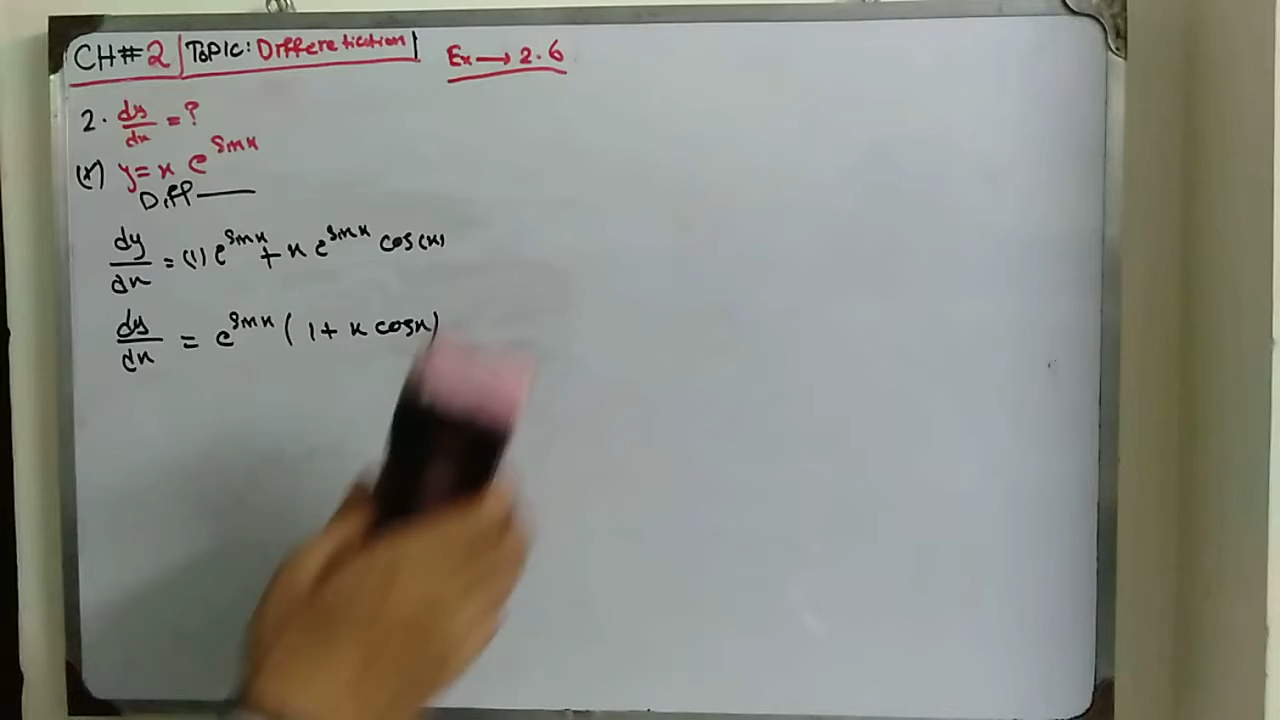 CH#2 | TOPIC: Differentiation | Ex → 2.6
2. dy/dx = ?
(x) y = x e^sinx
Diff——
dy/dx = (1) e^sinx + x e^sinx cos(x)
dy/dx = e^sinx (1 + x cosx)